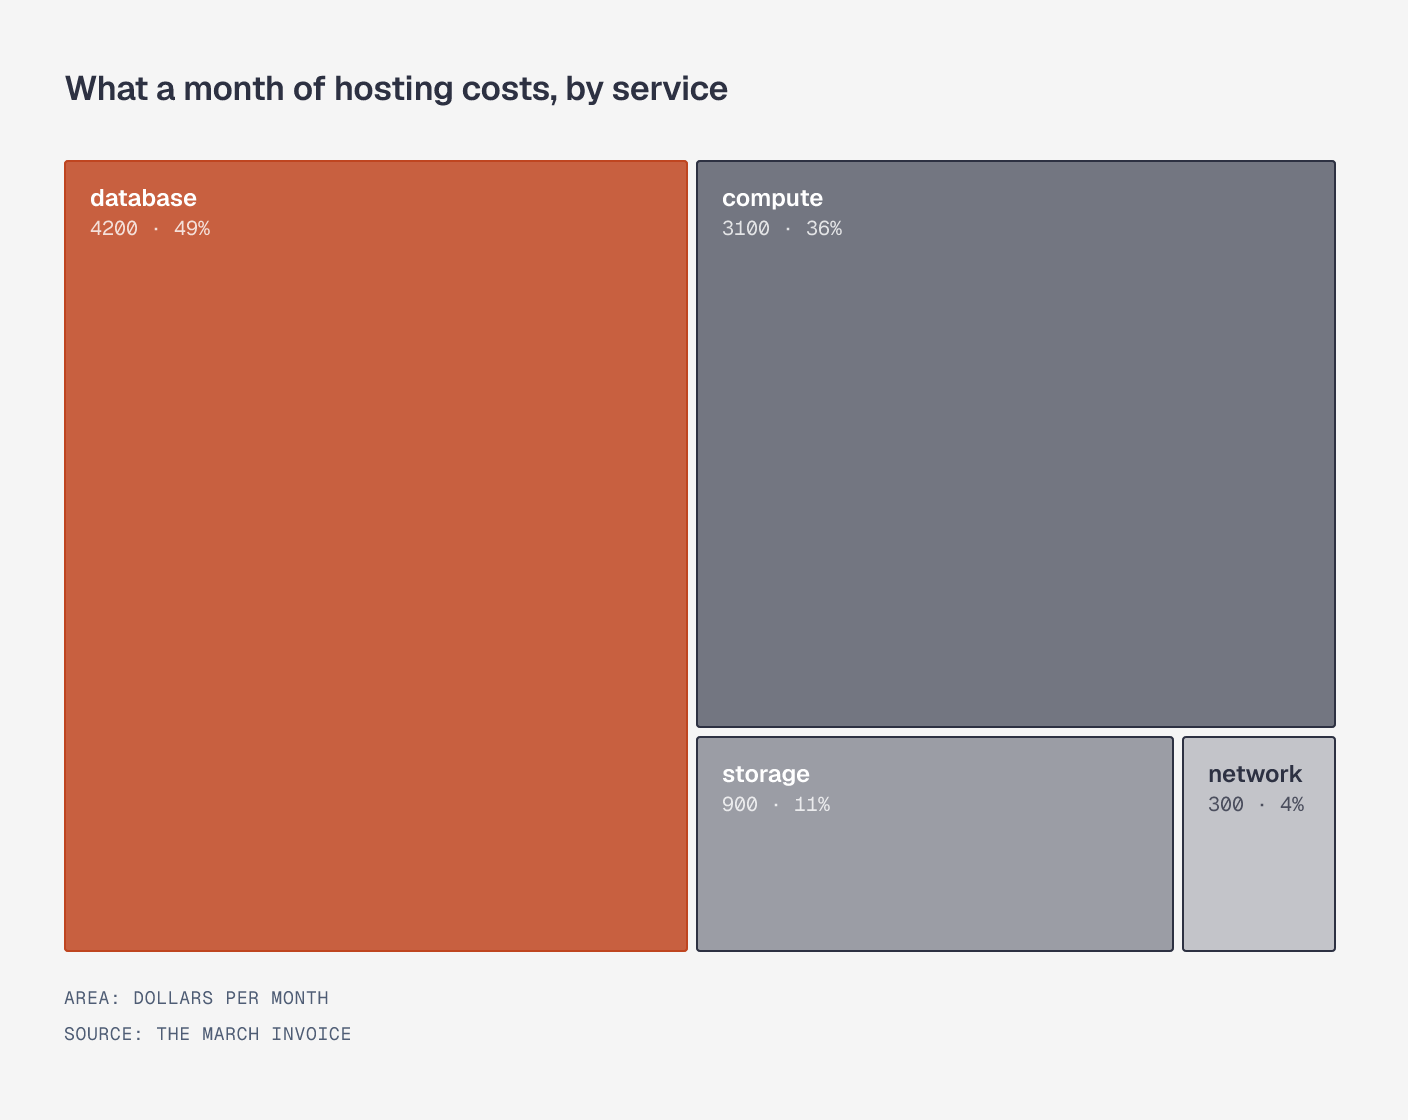 What a month of hosting costs, by service
database
4200 · 49%
compute
3100 · 36%
storage
900 · 11%
network
300 · 4%
AREA: DOLLARS PER MONTH
SOURCE: THE MARCH INVOICE